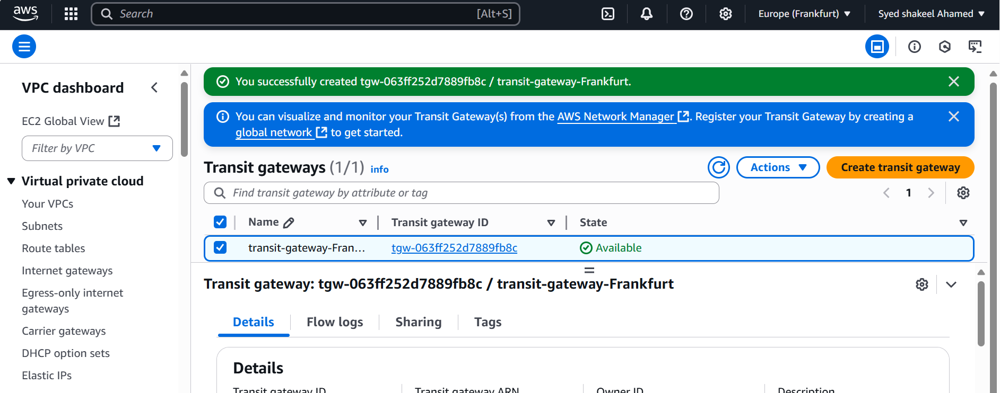 aws
Search
[Alt+S]
Europe (Frankfurt)
Syed shakeel Ahamed
VPC dashboard
EC2 Global View
Filter by VPC
Virtual private cloud
Your VPCs
Subnets
Route tables
Internet gateways
Egress-only internet
gateways
Carrier gateways
DHCP option sets
Elastic IPs
You successfully created tgw-063ff252d7889fb8c / transit-gateway-Frankfurt.
You can visualize and monitor your Transit Gateway(s) from the AWS Network Manager. Register your Transit Gateway by creating a
global network to get started.
Transit gateways (1/1) info
Actions
Create transit gateway
Find transit gateway by attribute or tag
1
Name
Transit gateway ID
State
transit-gateway-Fran...
tgw-063ff252d7889fb8c
Available
Transit gateway: tgw-063ff252d7889fb8c / transit-gateway-Frankfurt
Details
Flow logs
Sharing
Tags
Details
Transit gateway ID
Transit gateway ARN
Owner ID
Description